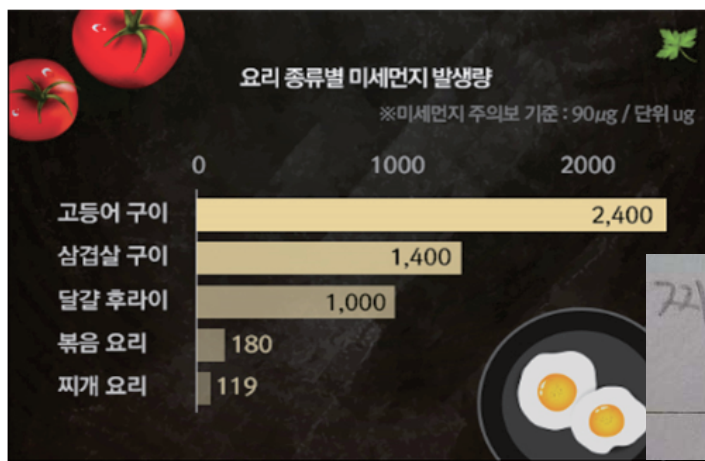 요리 종류별 미세먼지 발생량
※미세먼지 주의보 기준 : 90㎍ / 단위 ug
0 1000 2000
고등어 구이 2,400
삼겹살 구이 1,400
달걀 후라이 1,000
볶음 요리 180
찌개 요리 119